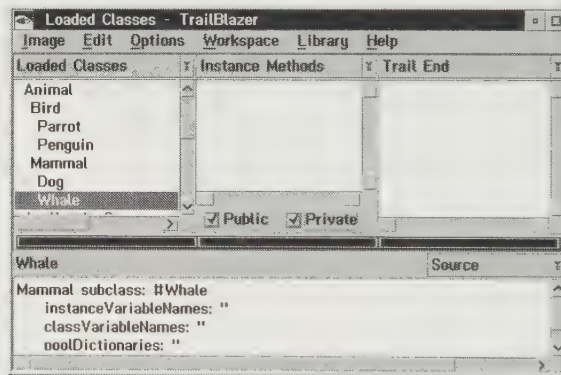 Loaded Classes - TrailBlazer
Image Edit Options Workspace Library Help
Loaded Classes Instance Methods Trail End
Animal
Bird
Parrot
Penguin
Mammal
Dog
Whale
Public Private
Whale Source
Mammal subclass: #Whale
instanceVariableNames: ''
classVariableNames: ''
poolDictionaries: ''